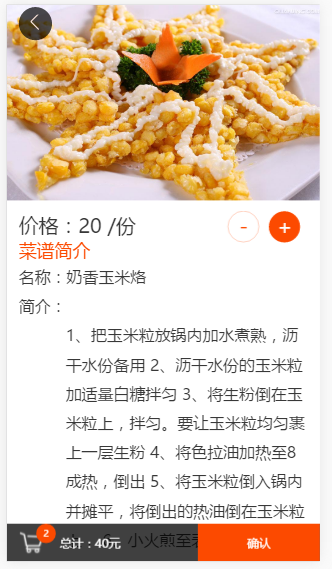 价格：20 /份
-
+
菜谱简介
名称：奶香玉米烙
简介：
1、把玉米粒放锅内加水煮熟，沥
干水份备用 2、沥干水份的玉米粒
加适量白糖拌匀 3、将生粉倒在玉
米粒上，拌匀。要让玉米粒均匀裹
上一层生粉 4、将色拉油加热至8
成热，倒出 5、将玉米粒倒入锅内
并摊平，将倒出的热油倒在玉米粒
小火煎至
2
总计：40元
确认